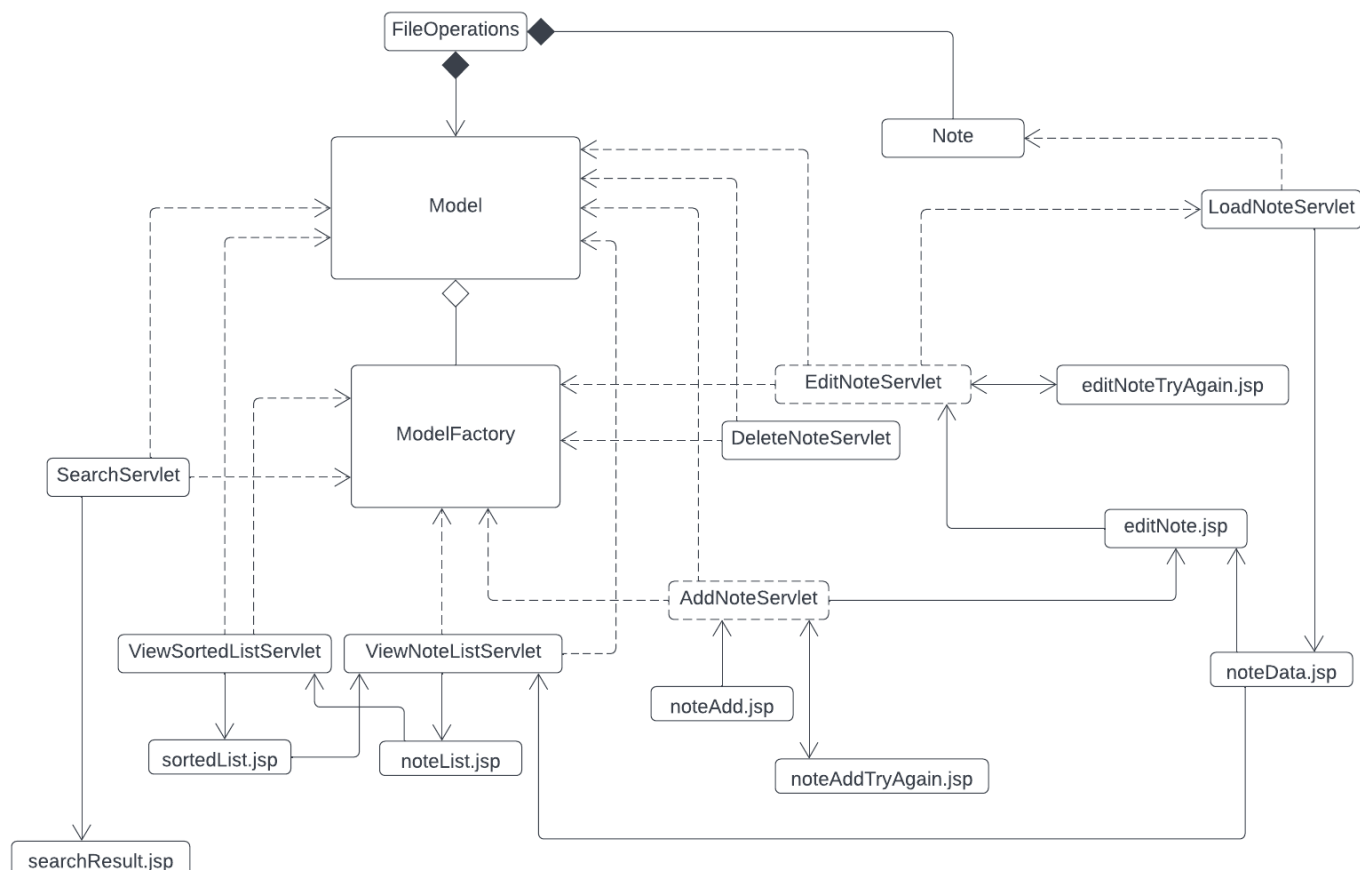 FileOperations
Note
Model
LoadNoteServlet
EditNoteServlet
editNoteTryAgain.jsp
ModelFactory
DeleteNoteServlet
SearchServlet
editNote.jsp
AddNoteServlet
ViewSortedListServlet
ViewNoteListServlet
noteData.jsp
noteAdd.jsp
sortedList.jsp
noteList.jsp
noteAddTryAgain.jsp
searchResult.jsp